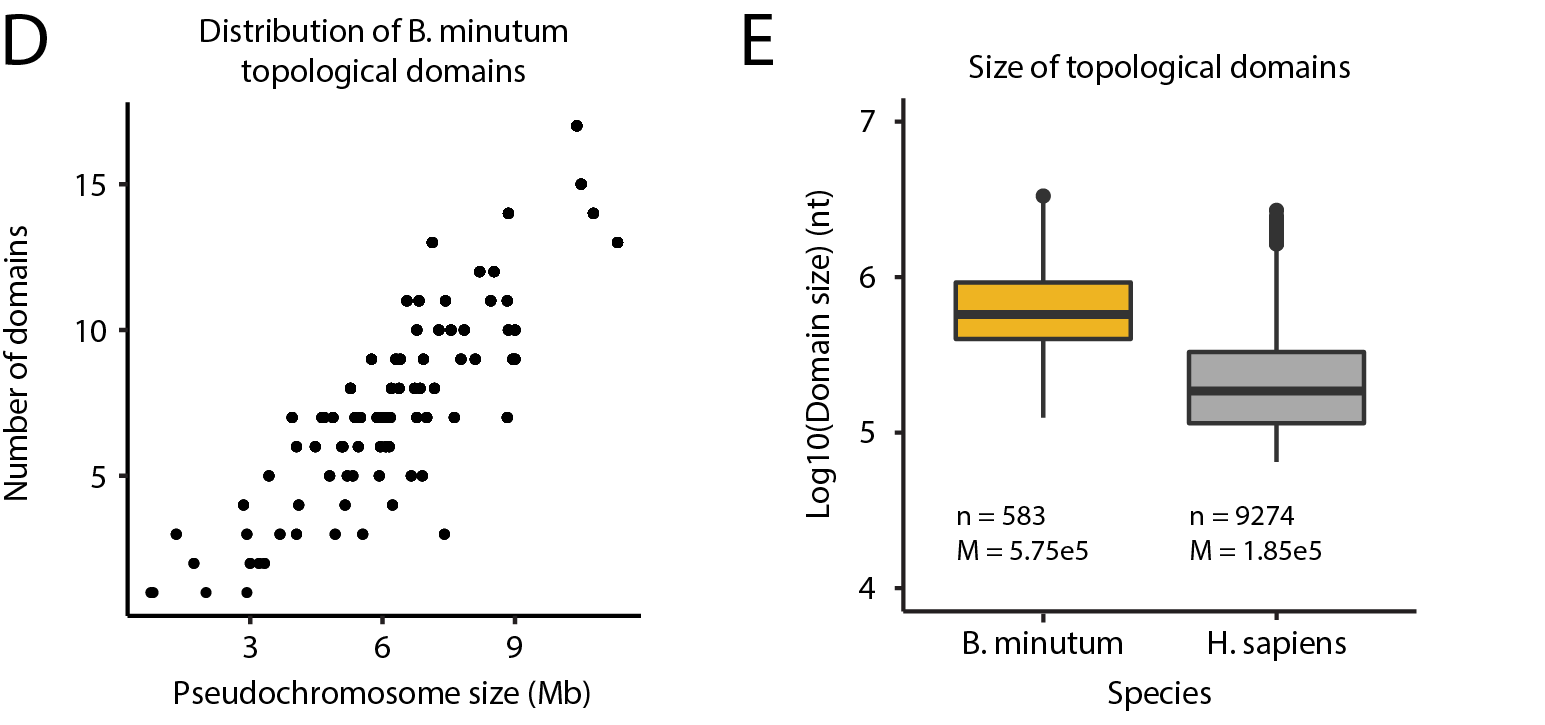 D
Distribution of B. minutum
topological domains
Number of domains
15
10
5
3
6
9
Pseudochromosome size (Mb)
E
Size of topological domains
Log10(Domain size) (nt)
7
6
5
4
n = 583
M = 5.75e5
n = 9274
M = 1.85e5
B. minutum
H. sapiens
Species